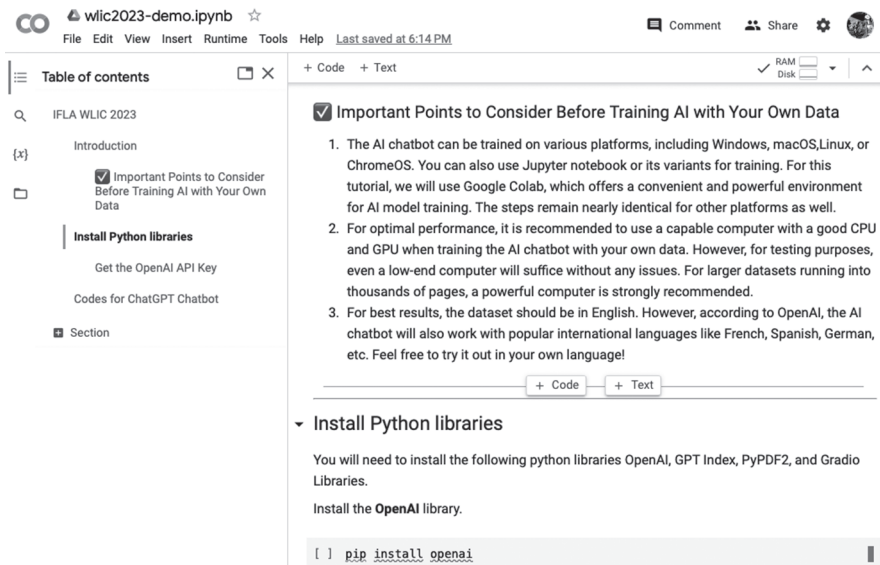 CO wlic2023-demo.ipynb
File Edit View Insert Runtime Tools Help Last saved at 6:14 PM
Comment Share
Table of contents
+ Code + Text
RAM
Disk
IFLA WLIC 2023
Introduction
Important Points to Consider
Before Training AI with Your Own
Data
Install Python libraries
Get the OpenAI API Key
Codes for ChatGPT Chatbot
Section
{x}
Important Points to Consider Before Training AI with Your Own Data
1. The AI chatbot can be trained on various platforms, including Windows, macOS,Linux, or
ChromeOS. You can also use Jupyter notebook or its variants for training. For this
tutorial, we will use Google Colab, which offers a convenient and powerful environment
for AI model training. The steps remain nearly identical for other platforms as well.
2. For optimal performance, it is recommended to use a capable computer with a good CPU
and GPU when training the AI chatbot with your own data. However, for testing purposes,
even a low-end computer will suffice without any issues. For larger datasets running into
thousands of pages, a powerful computer is strongly recommended.
3. For best results, the dataset should be in English. However, according to OpenAI, the AI
chatbot will also work with popular international languages like French, Spanish, German,
etc. Feel free to try it out in your own language!
+ Code + Text
Install Python libraries
You will need to install the following python libraries OpenAI, GPT Index, PyPDF2, and Gradio
Libraries.
Install the OpenAI library.
[ ] pip install openai